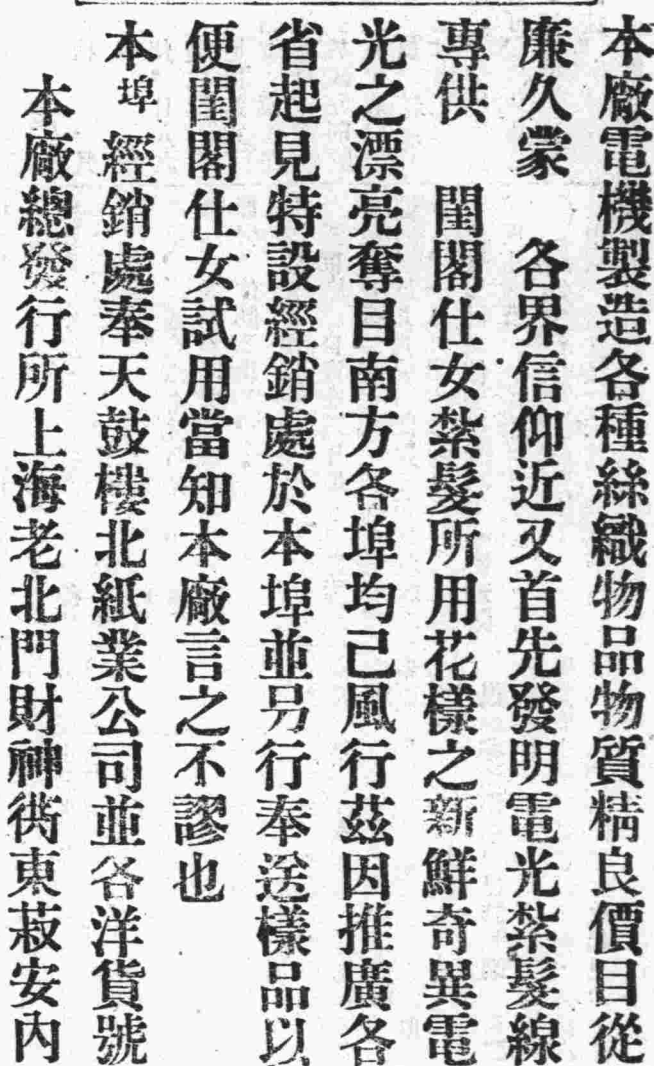 本廠電機製造各種絲織物品物質精良價目從
廉久蒙　各界信仰近又首先發明電光紮髮線
專供　閨閣仕女紮髮所用花樣之新鮮奇異電
光之漂亮奪目南方各埠均已風行茲因推廣各
省起見特設經銷處於本埠並另行奉送樣品以
便閨閣仕女試用當知本廠言之不謬也
本埠　經銷處奉天鼓樓北紙業公司並各洋貨號
本廠總發行所上海老北門財神衖東菽安內